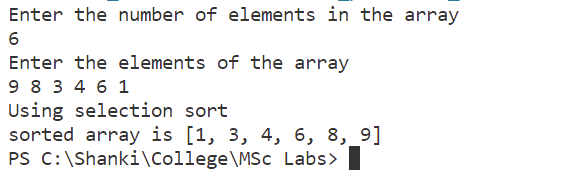 Enter the number of elements in the array
6
Enter the elements of the array
9 8 3 4 6 1
Using selection sort
sorted array is [1, 3, 4, 6, 8, 9]
PS C:\Shanki\College\MSc Labs>